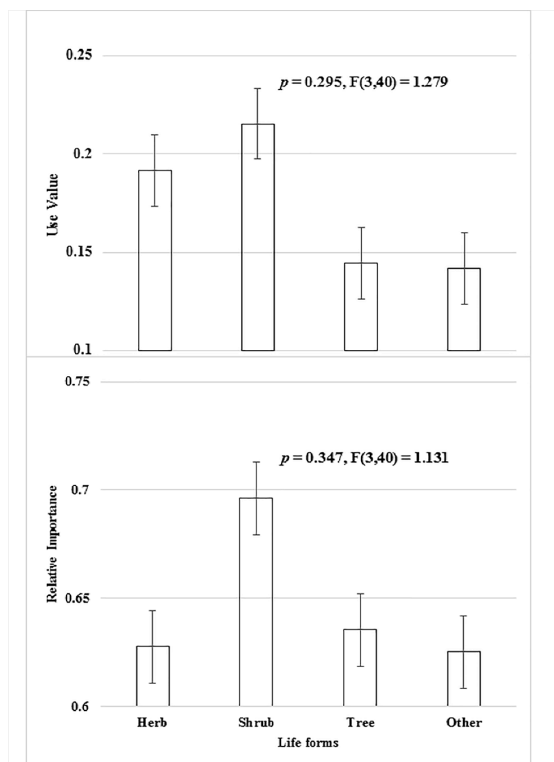 0.25
p = 0.295, F(3,40) = 1.279
0.2
Use Value
0.15
0.1
0.75
p = 0.347, F(3,40) = 1.131
0.7
Relative Importance
0.65
0.6
Herb Shrub Tree Other
Life forms